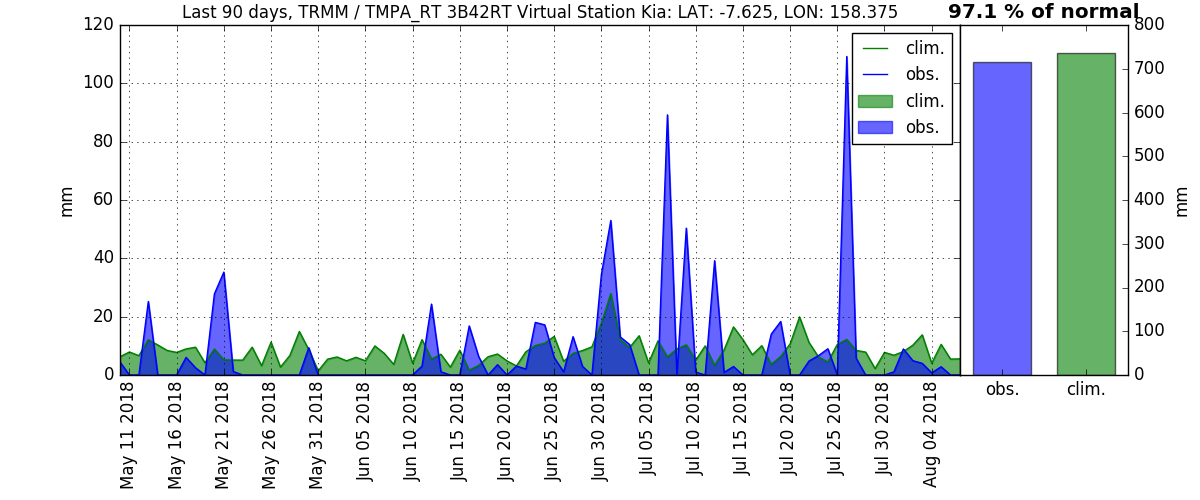 Last 90 days, TRMM / TMPA_RT 3B42RT Virtual Station Kia: LAT: -7.625, LON: 158.375
97.1 % of normal
120
100
80
60
40
20
0
mm
clim.
obs.
clim.
obs.
May 11 2018
May 16 2018
May 21 2018
May 26 2018
May 31 2018
Jun 05 2018
Jun 10 2018
Jun 15 2018
Jun 20 2018
Jun 25 2018
Jun 30 2018
Jul 05 2018
Jul 10 2018
Jul 15 2018
Jul 20 2018
Jul 25 2018
Jul 30 2018
Aug 04 2018
800
700
600
500
400
300
200
100
0
mm
obs.
clim.